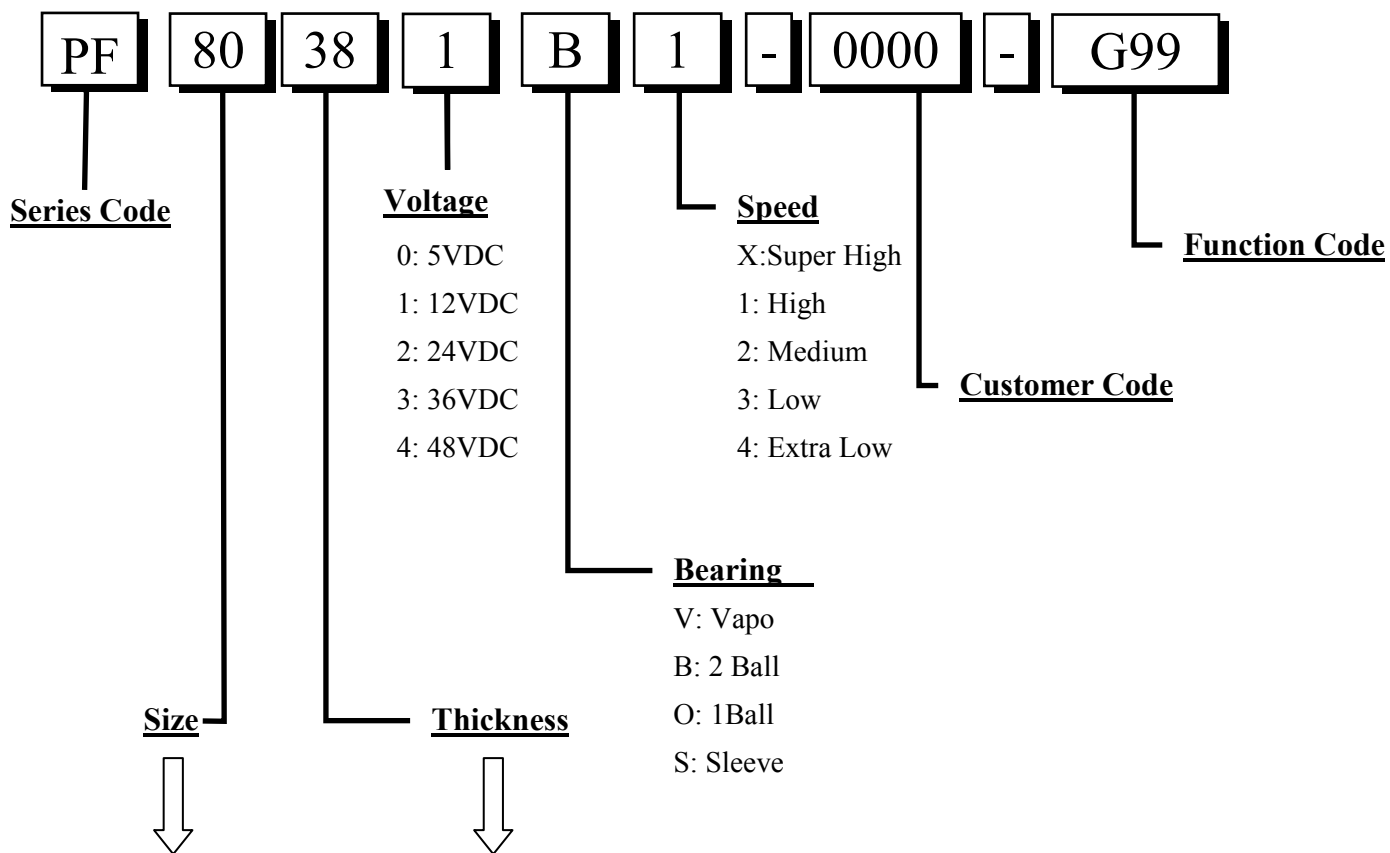 PF 80 38 1 B 1 - 0000 - G99
Series Code
Voltage
0: 5VDC
1: 12VDC
2: 24VDC
3: 36VDC
4: 48VDC
Speed
X:Super High
1: High
2: Medium
3: Low
4: Extra Low
Function Code
Customer Code
Bearing
V: Vapo
B: 2 Ball
O: 1Ball
S: Sleeve
Size
Thickness